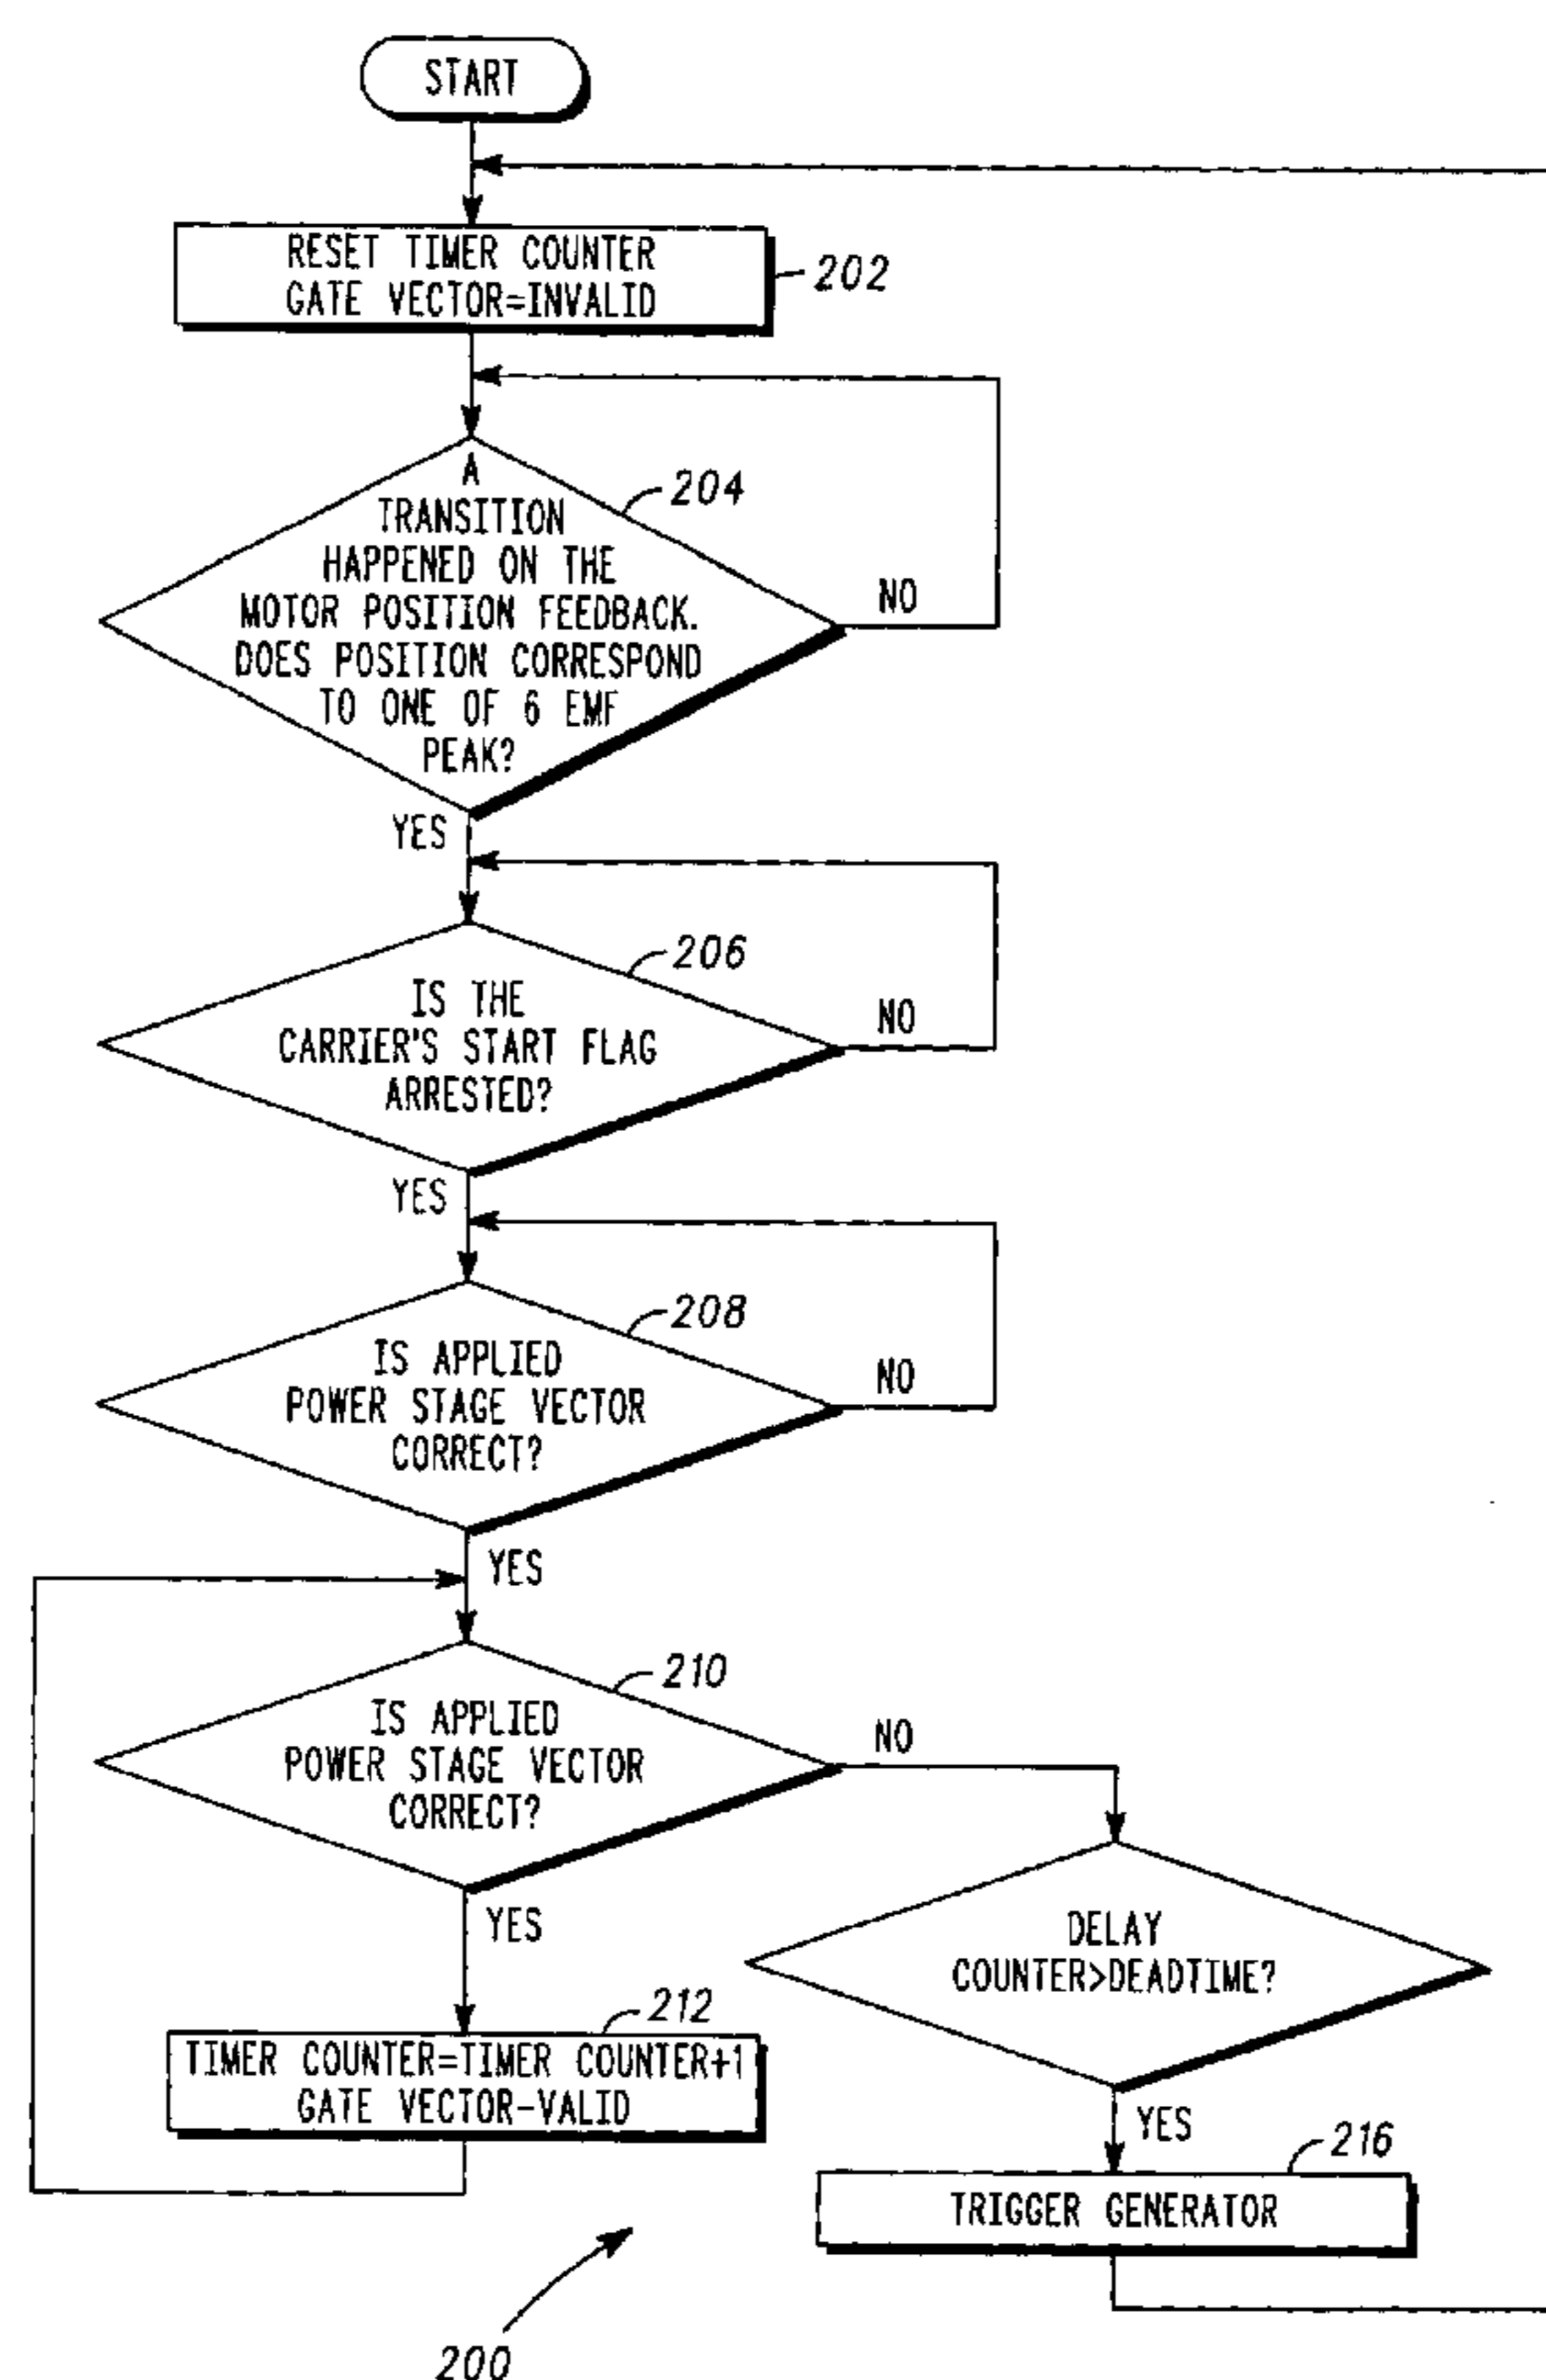 START
RESET TIMER COUNTER
GATE VECTOR=INVALID
202
A
TRANSITION
HAPPENED ON THE
MOTOR POSITION FEEDBACK.
DOES POSITION CORRESPOND
TO ONE OF 6 EMF
PEAK?
204
NO
YES
IS THE
CARRIER'S START FLAG
ARRESTED?
206
NO
YES
IS APPLIED
POWER STAGE VECTOR
CORRECT?
208
NO
YES
IS APPLIED
POWER STAGE VECTOR
CORRECT?
210
NO
YES
DELAY
COUNTER>DEADTIME?
YES
212
TIMER COUNTER=TIMER COUNTER+1
GATE VECTOR-VALID
216
TRIGGER GENERATOR
200